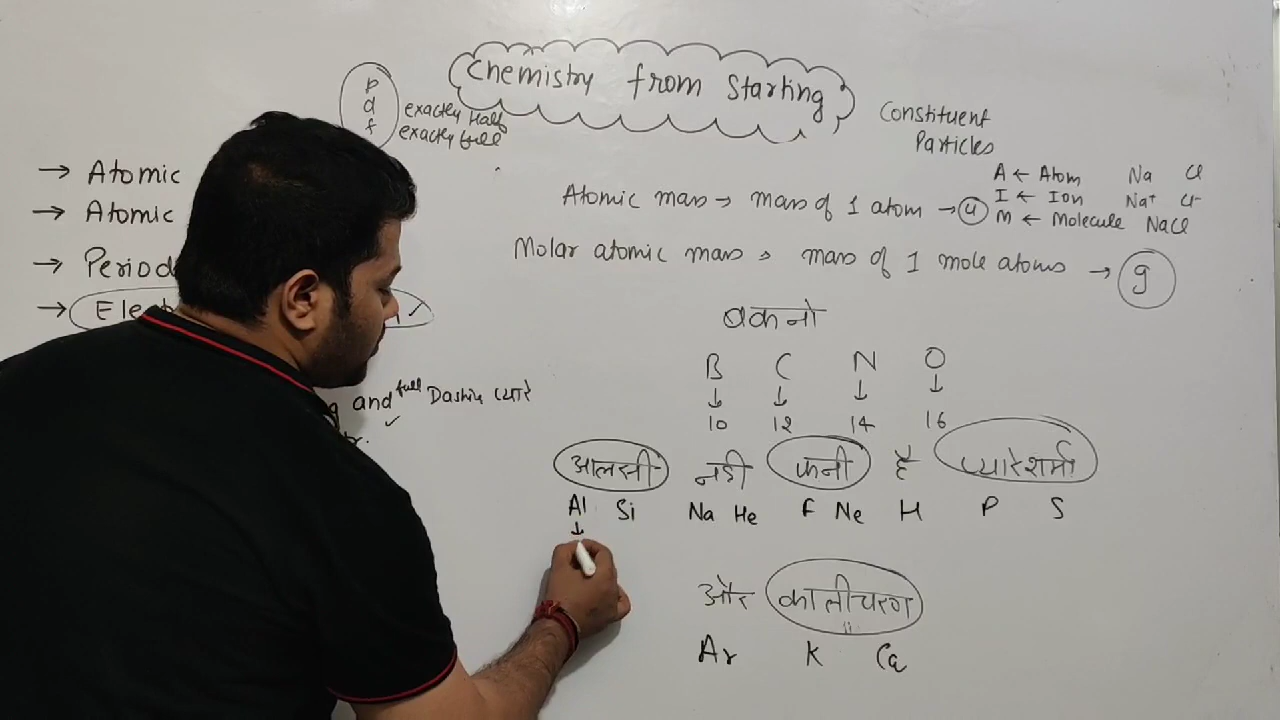 Chemistry from Starting
p
d
f
exactly Half
exactly full
Constituent
Particles
→ Atomic
→ Atomic
→ Period
→ Elect
A ← Atom Na Cl
I ← Ion Na⁺ Cl⁻
M ← Molecule NaCl
Atomic mass → mass of 1 atom → u
Molar atomic mass → mass of 1 mole atoms → g
and full Dashing प्यारे
बकनो
B C N O
↓ ↓ ↓ ↓
10 12 14 16
आलसी नही फनी है प्यारेशर्मा
Al Si Na He F Ne H P S
↓
और कालीचरण
Ar K Ca